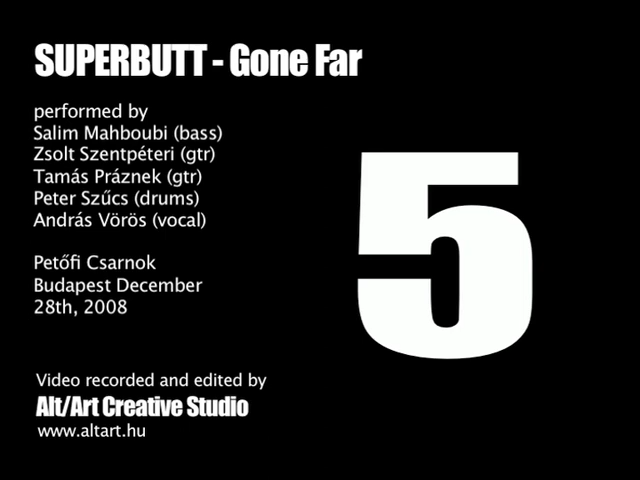 SUPERBUTT - Gone Far
performed by
Salim Mahboubi (bass)
Zsolt Szentpéteri (gtr)
Tamás Práznek (gtr)
Peter Szűcs (drums)
András Vörös (vocal)
Petőfi Csarnok
Budapest December
28th, 2008
5
Video recorded and edited by
Alt/Art Creative Studio
www.altart.hu